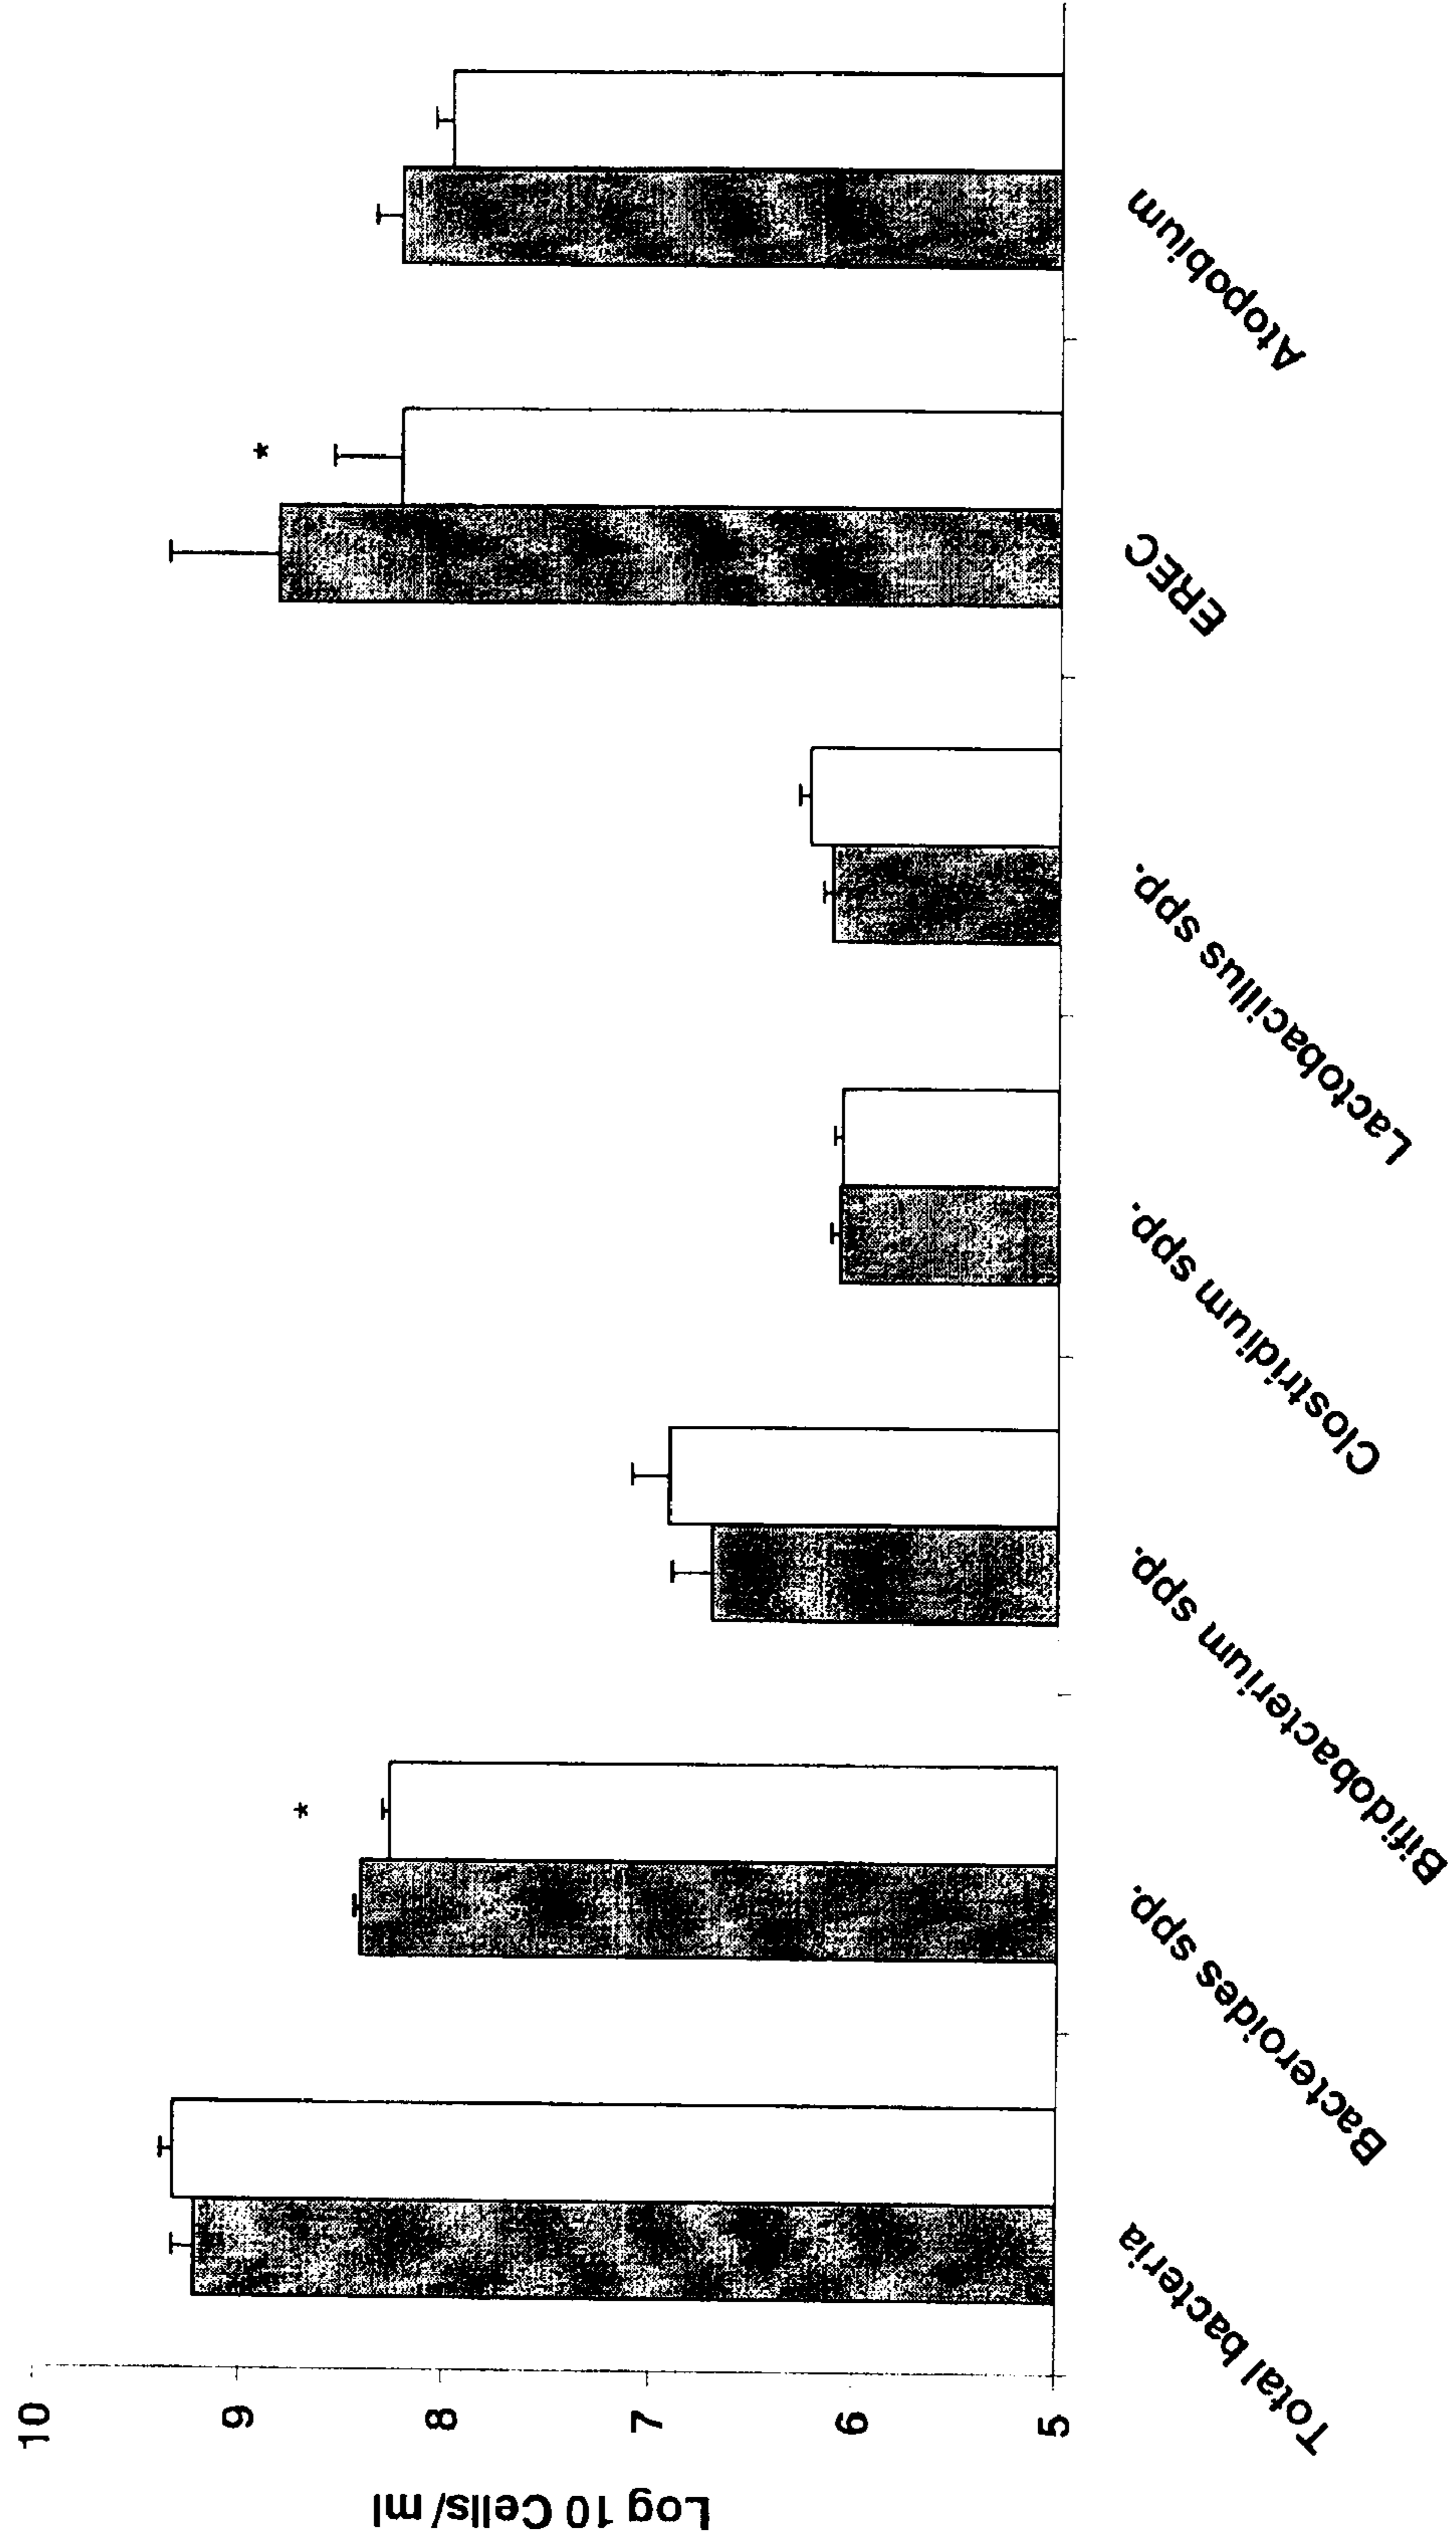 Log 10 Cells/ml
10
9
8
7
6
5
*
*
Total bacteria
Bacteroides spp.
Bifidobacterium spp.
Clostridium spp.
Lactobacillus spp.
EREC
Atopobium